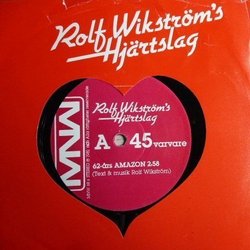 Rolf Wikström's
Hjärtslag
Rolf Wikström's
Hjärtslag
MNW
A 45 varvare
62-års AMAZON 2:58
(Text & musik Rolf Wikström)